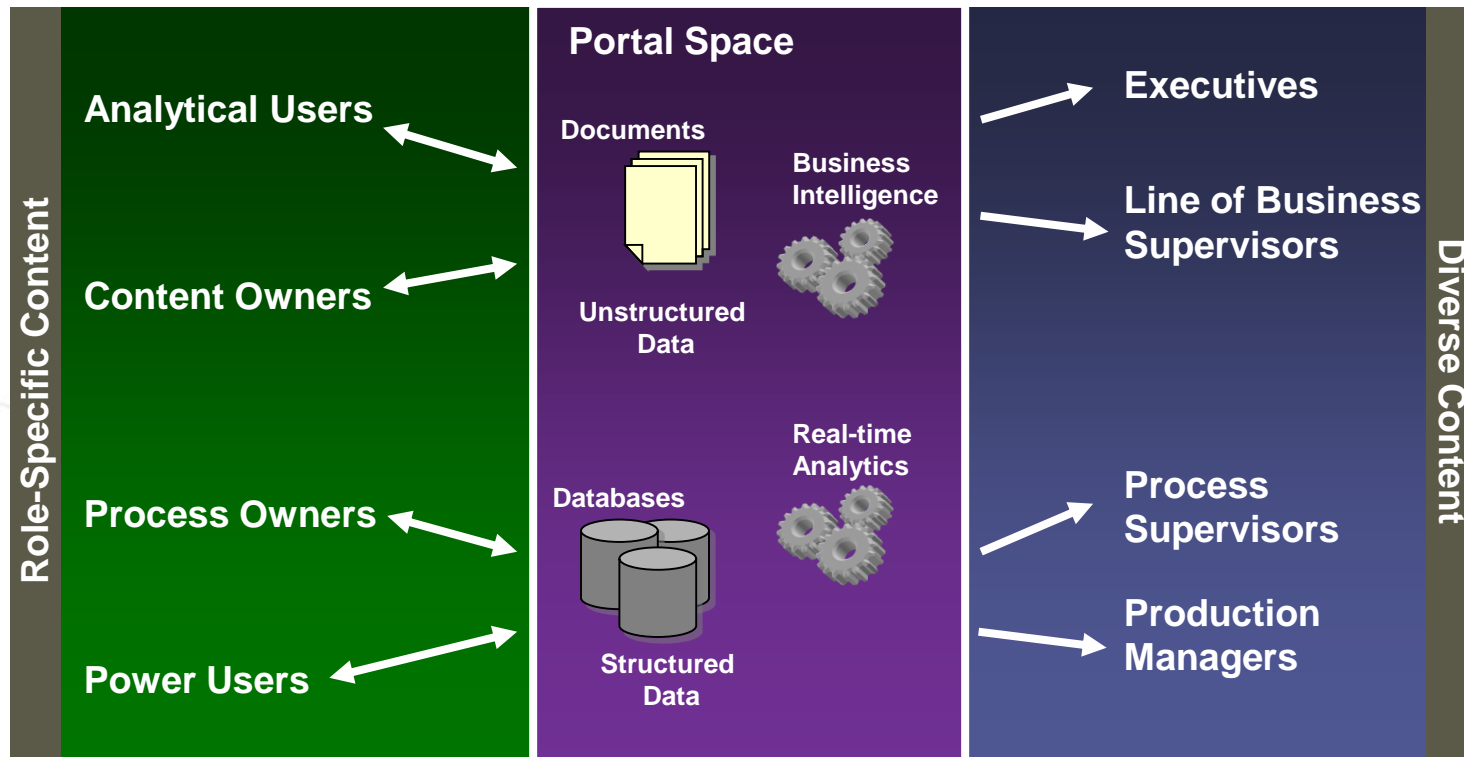 Role-Specific Content
Analytical Users
Content Owners
Process Owners
Power Users
Portal Space
Documents
Unstructured
Data
Business
Intelligence
Real-time
Analytics
Databases
Structured
Data
Executives
Line of Business
Supervisors
Process
Supervisors
Production
Managers
Diverse Content